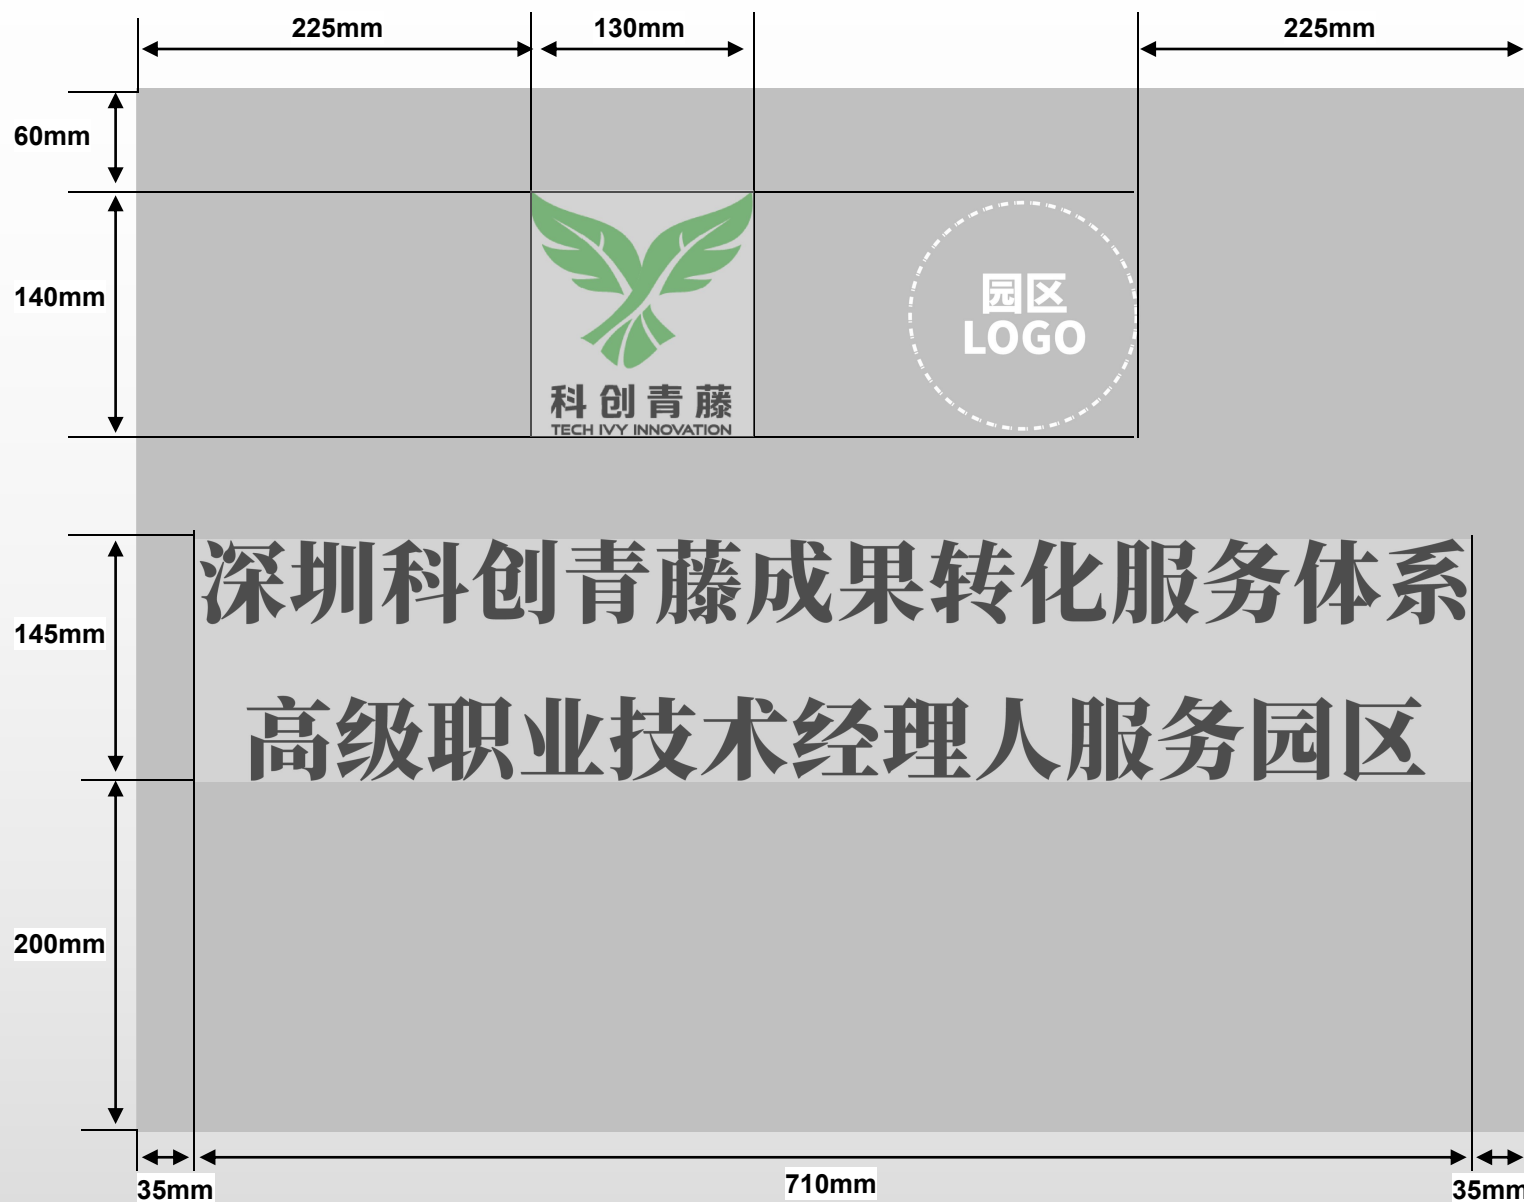 225mm
130mm
225mm
60mm
140mm
园区
LOGO
科创青藤
TECH IVY INNOVATION
深圳科创青藤成果转化服务体系
145mm
高级职业技术经理人服务园区
200mm
35mm
710mm
35mm